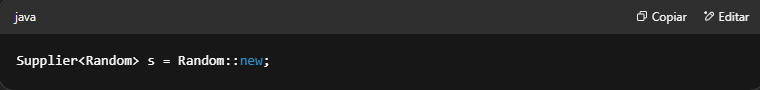 java
Copiar
Editar
Supplier<Random> s = Random::new;